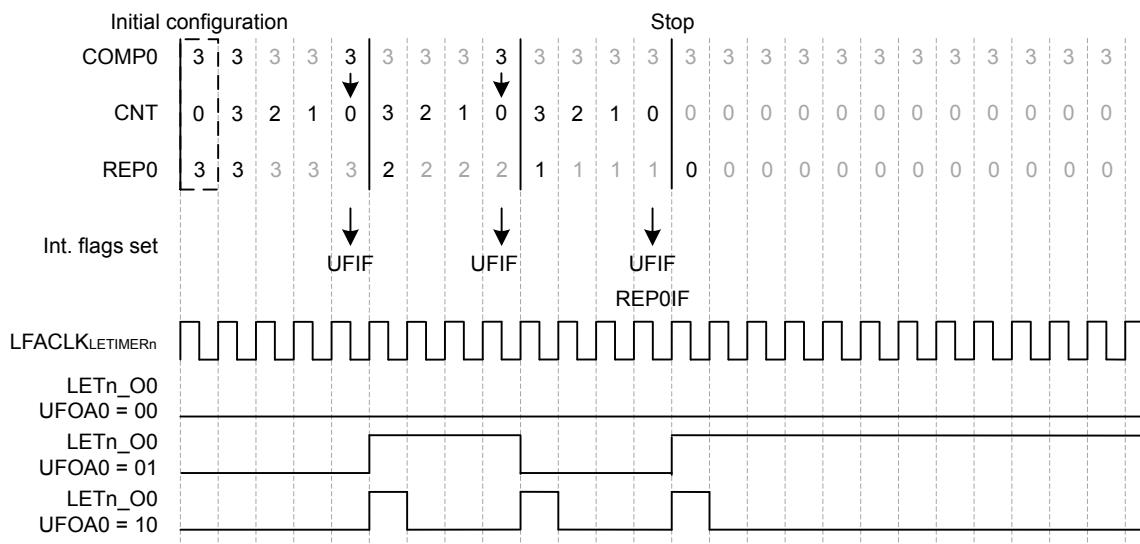 Initial configuration Stop
COMP0 3 3 3 3 3 3 3 3 3 3 3 3 3 3 3 3 3 3 3 3 3 3 3 3 3
CNT 0 3 2 1 0 3 2 1 0 3 2 1 0 0 0 0 0 0 0 0 0 0 0 0 0
REP0 3 3 3 3 3 2 2 2 2 1 1 1 1 0 0 0 0 0 0 0 0 0 0 0 0
Int. flags set
UFIF UFIF UFIF
REP0IF
LFACLKLETIMERn
LETn_O0
UFOA0 = 00
LETn_O0
UFOA0 = 01
LETn_O0
UFOA0 = 10